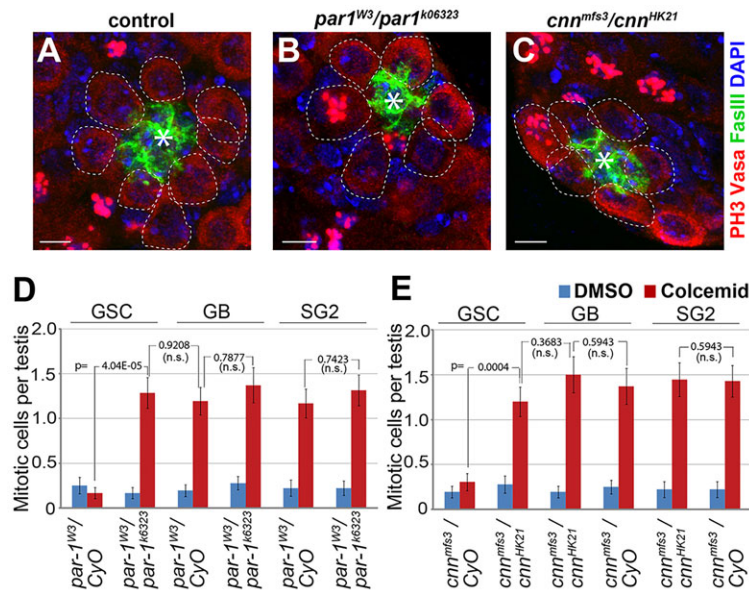 control
par1W3/par1k06323
cnnmfs3/cnnHK21
A
B
C
PH3 Vasa FasIII DAPI
*
*
*
D
GSC
GB
SG2
Mitotic cells per testis
2.0
1.5
1.0
0.5
0
p=
4.04E-05
0.9208
(n.s.)
0.7877
(n.s.)
0.7423
(n.s.)
par-1W3/
CyO
par-1W3/
par-1k6323
par-1W3/
CyO
par-1W3/
par-1k6323
par-1W3/
CyO
par-1W3/
par-1k6323
E
DMSO
Colcemid
GSC
GB
SG2
Mitotic cells per testis
2.0
1.5
1.0
0.5
0
p=
0.0004
0.3683
(n.s.)
0.5943
(n.s.)
0.5943
(n.s.)
cnnmfs3/
CyO
cnnmfs3/
cnnHK21
cnnmfs3/
cnnHK21
cnnmfs3/
CyO
cnnmfs3/
cnnHK21
cnnmfs3/
CyO